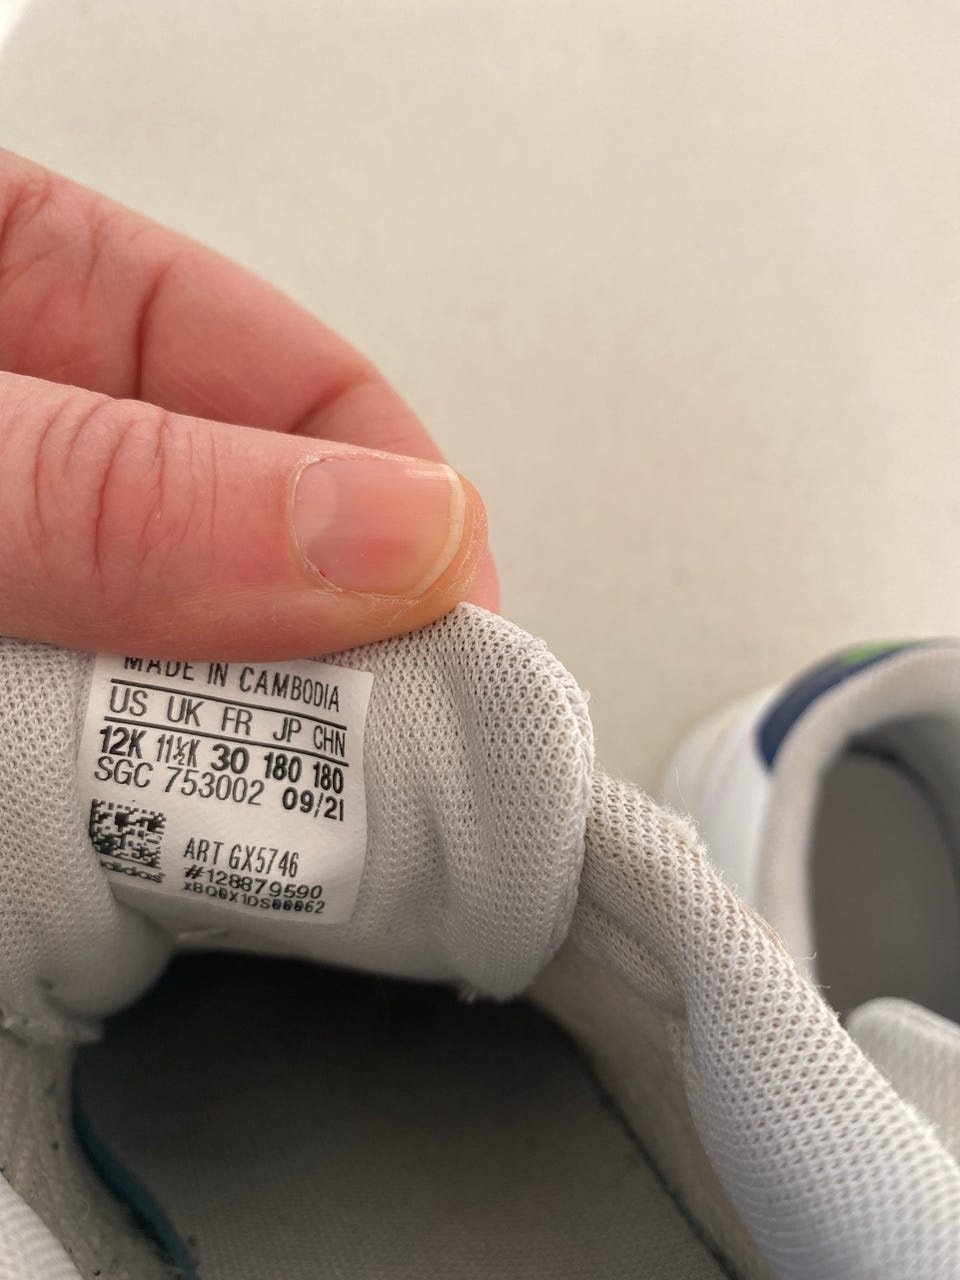 MADE IN CAMBODIA
US UK FR JP CHN
12K 11½K 30 180 180
SGC 753002 09/21
ART GX5746
#128879590
adidas